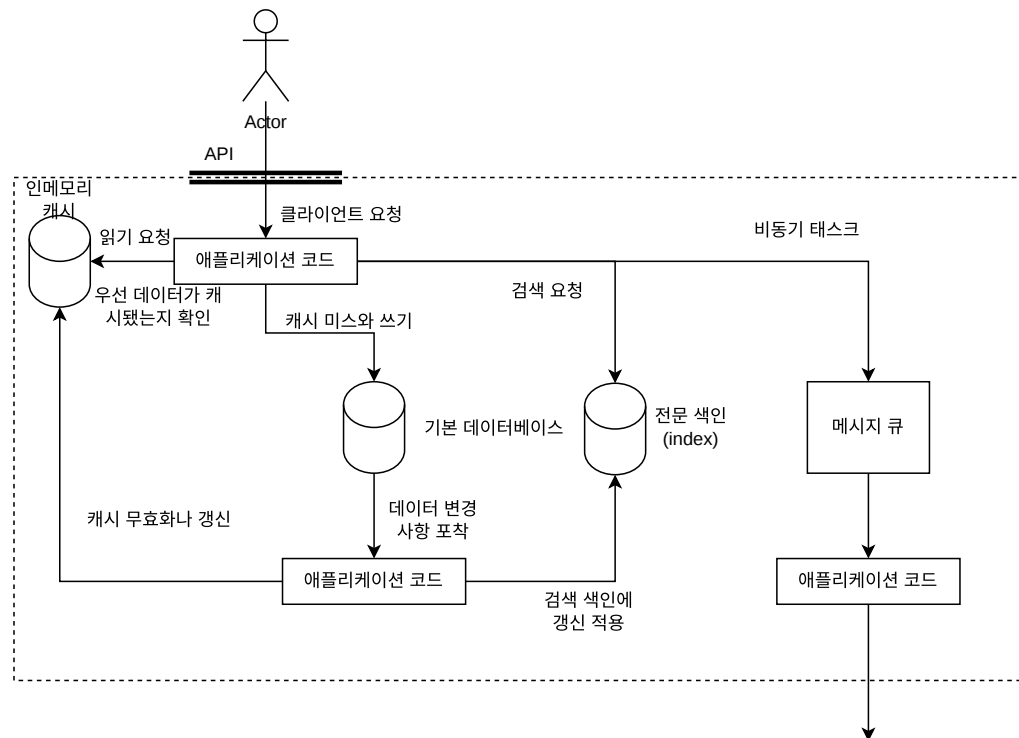 Actor
API
인메모리
캐시
클라이언트 요청
비동기 태스크
읽기 요청
애플리케이션 코드
검색 요청
우선 데이터가 캐
시됐는지 확인
캐시 미스와 쓰기
기본 데이터베이스
전문 색인
(index)
메시지 큐
데이터 변경
사항 포착
캐시 무효화나 갱신
애플리케이션 코드
애플리케이션 코드
검색 색인에
갱신 적용